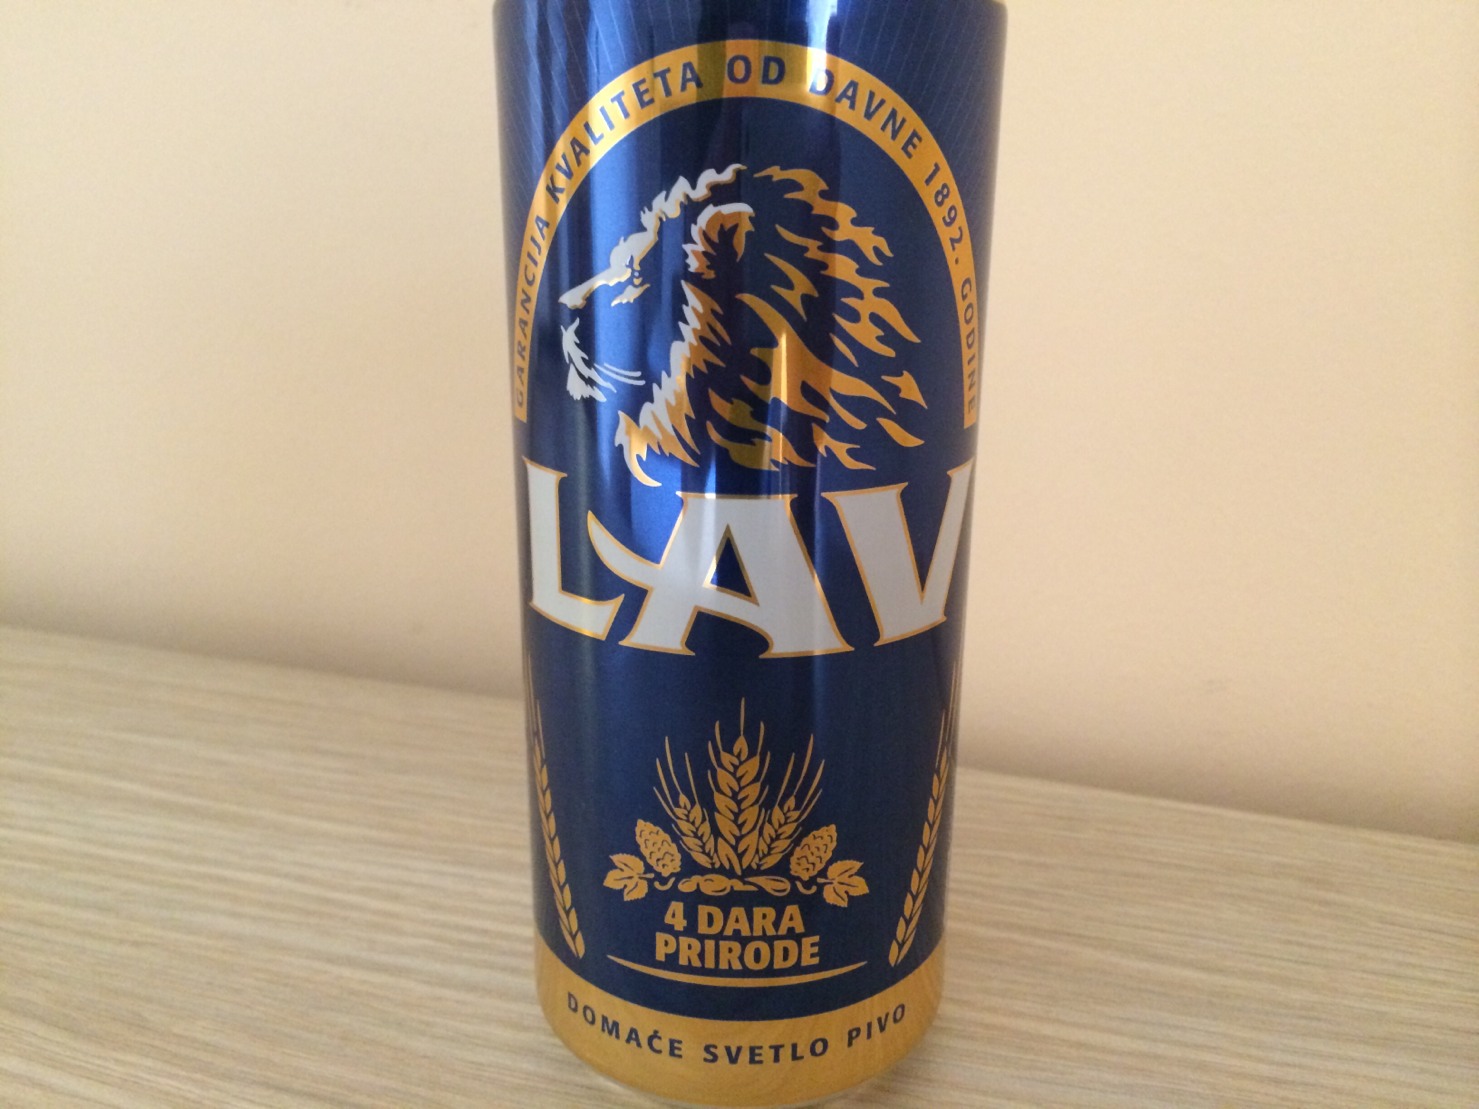 GARANCIJA KVALITETA OD DAVNE 1892. GODINE
LAV
4 DARA
PRIRODE
DOMAĆE SVETLO PIVO